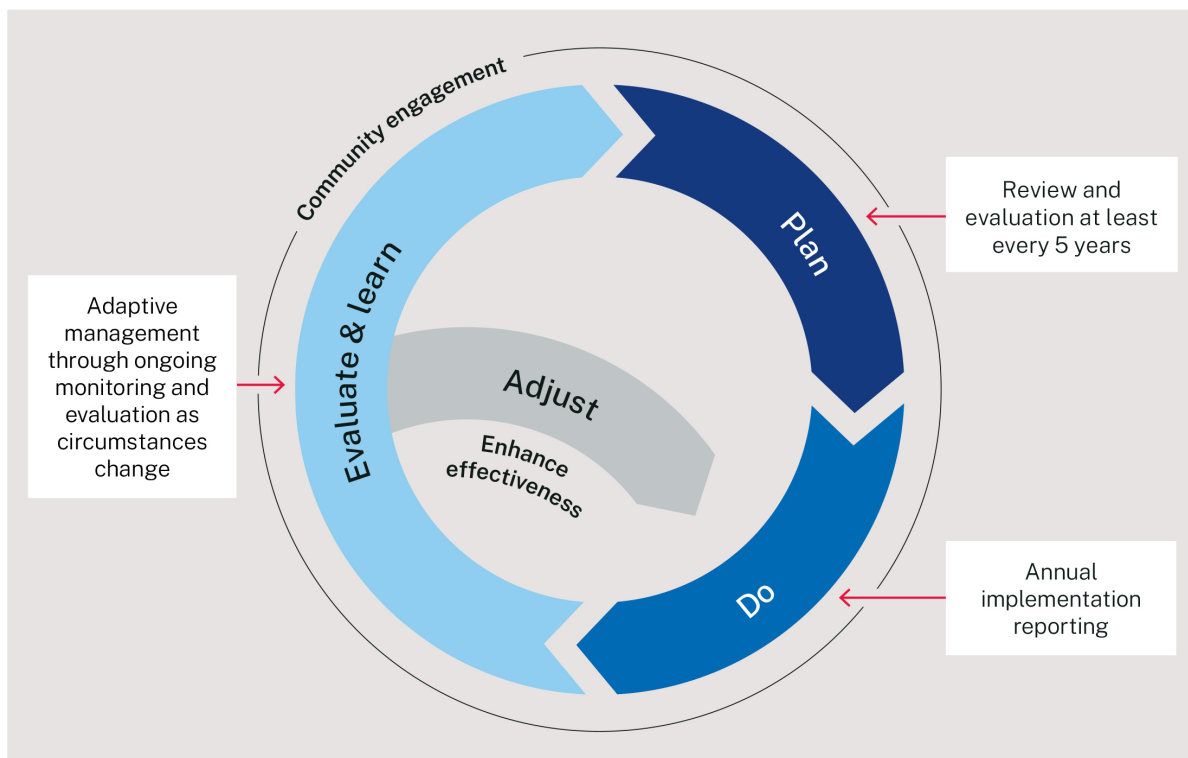 Community engagement
Plan
Review and
evaluation at least
every 5 years
Evaluate & learn
Adaptive
management
through ongoing
monitoring and
evaluation as
circumstances
change
Adjust
Enhance
effectiveness
Do
Annual
implementation
reporting